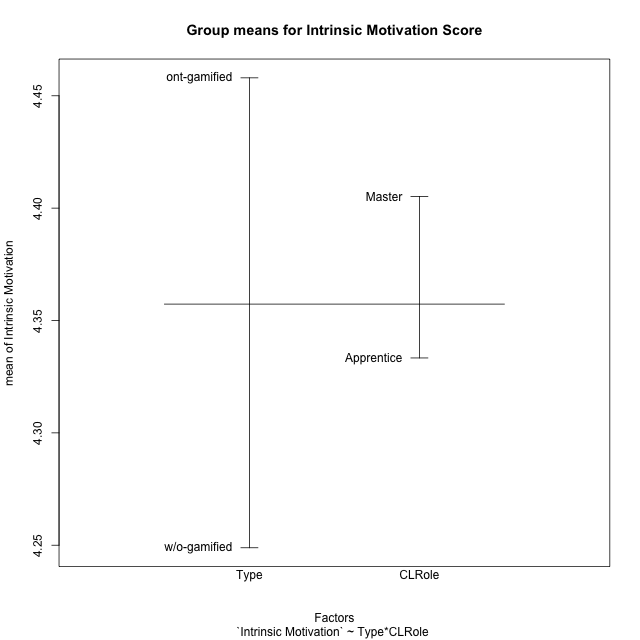 Group means for Intrinsic Motivation Score
mean of Intrinsic Motivation
4.45
4.40
4.35
4.30
4.25
ont-gamified
Master
Apprentice
w/o-gamified
Type
CLRole
Factors
`Intrinsic Motivation` ~ Type*CLRole